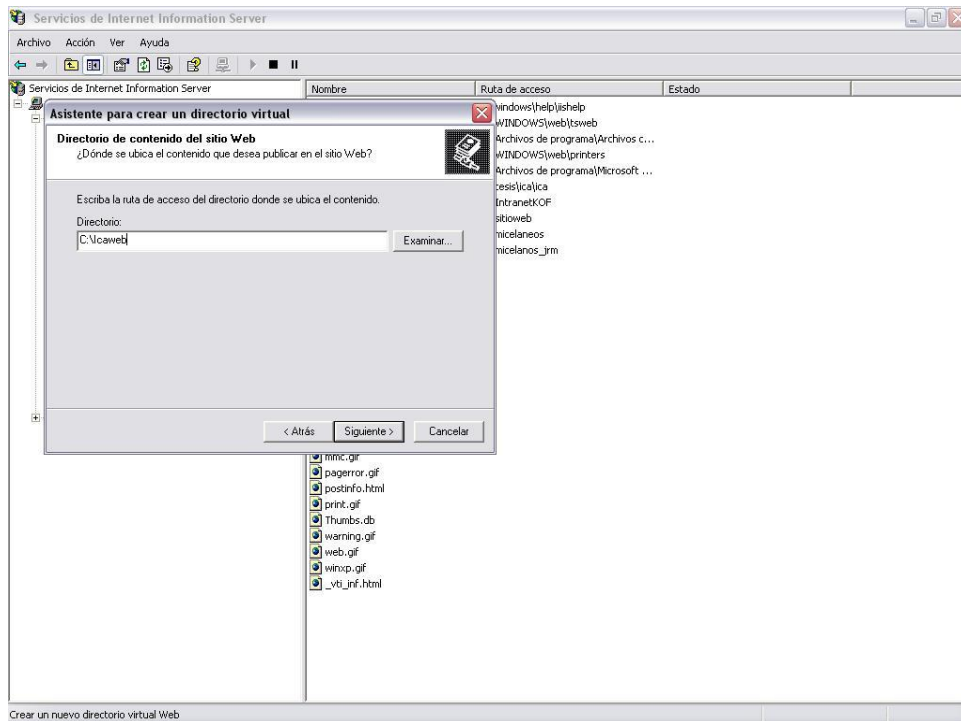 Servicios de Internet Information Server
Archivo Acción Ver Ayuda
Servicios de Internet Information Server
Nombre Ruta de acceso Estado
Asistente para crear un directorio virtual
Directorio de contenido del sitio Web
¿Dónde se ubica el contenido que desea publicar en el sitio Web?
Escriba la ruta de acceso del directorio donde se ubica el contenido.
Directorio:
C:\Icaweb
Examinar...
< Atrás Siguiente > Cancelar
windows\help\iishelp
WINDOWS\web\tsweb
Archivos de programa\Archivos c...
WINDOWS\web\printers
Archivos de programa\Microsoft ...
tesis\ica\ica
IntranetKOF
sitioweb
micelaneos
micelanos_jrm
mmc.gif
pagerror.gif
postinfo.html
print.gif
Thumbs.db
warning.gif
web.gif
winxp.gif
_vti_inf.html
Crear un nuevo directorio virtual Web